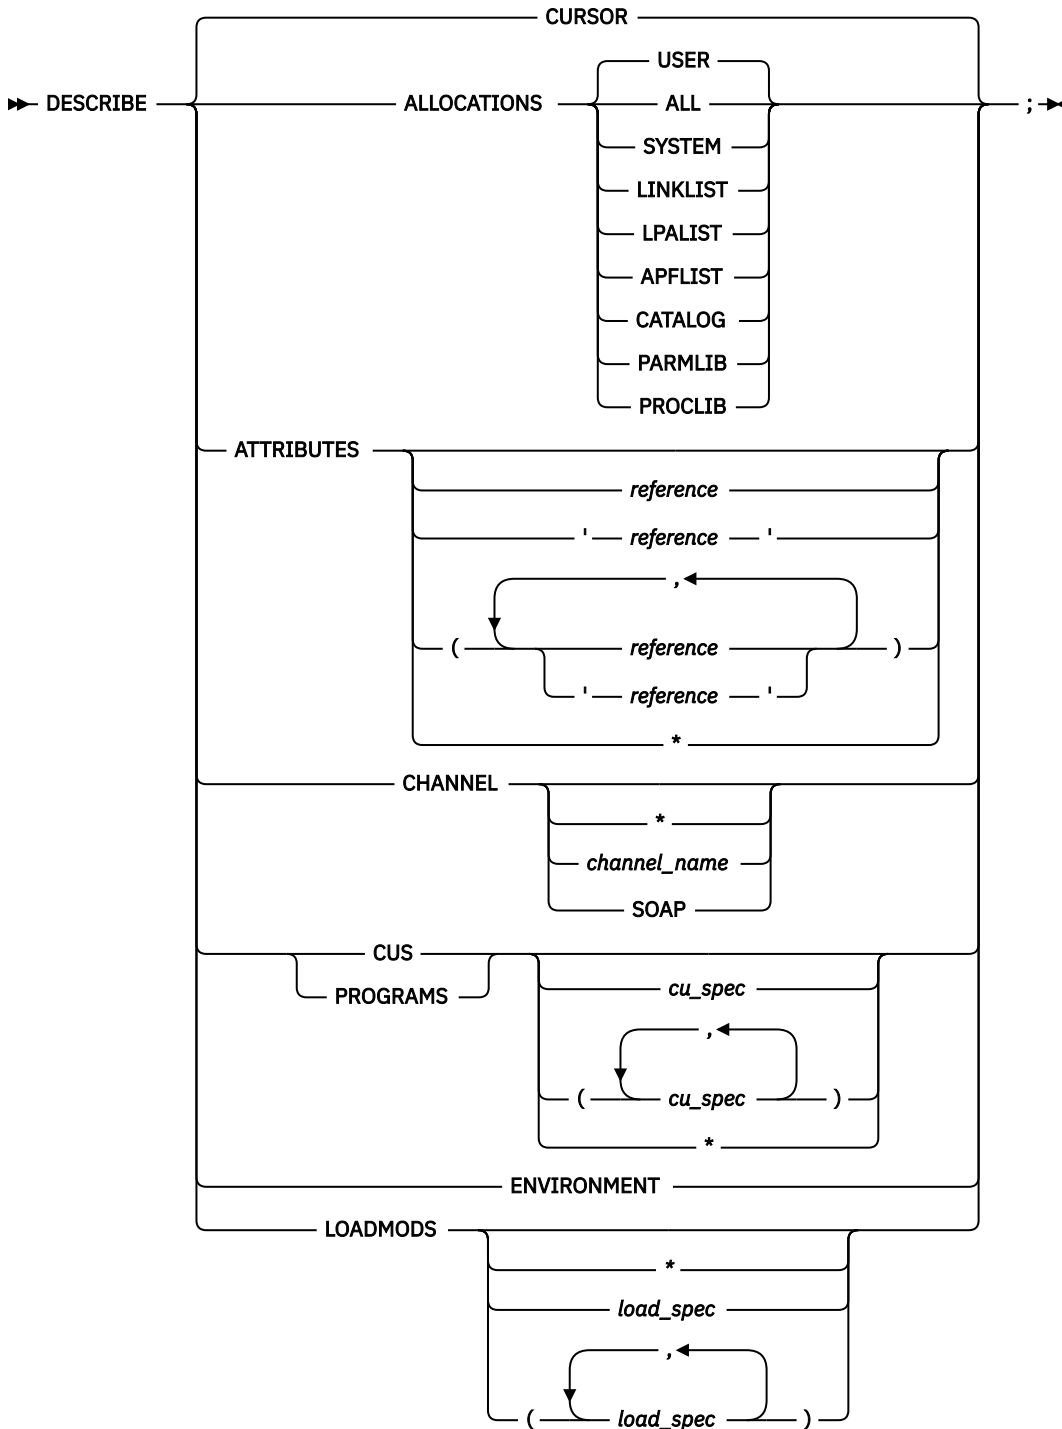 CURSOR
USER
DESCRIBE ALLOCATIONS ALL ;
SYSTEM
LINKLIST
LPALIST
APFLIST
CATALOG
PARMLIB
PROCLIB
ATTRIBUTES
reference
' reference '
,
( reference )
' reference '
*
CHANNEL
*
channel_name
SOAP
CUS
PROGRAMS
cu_spec
,
( cu_spec )
*
ENVIRONMENT
LOADMODS
*
load_spec
,
( load_spec )